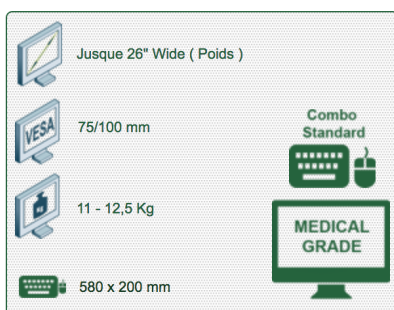 Jusque 26" Wide ( Poids )
VESA
75/100 mm
Combo
Standard
11 - 12,5 Kg
MEDICAL
GRADE
580 x 200 mm